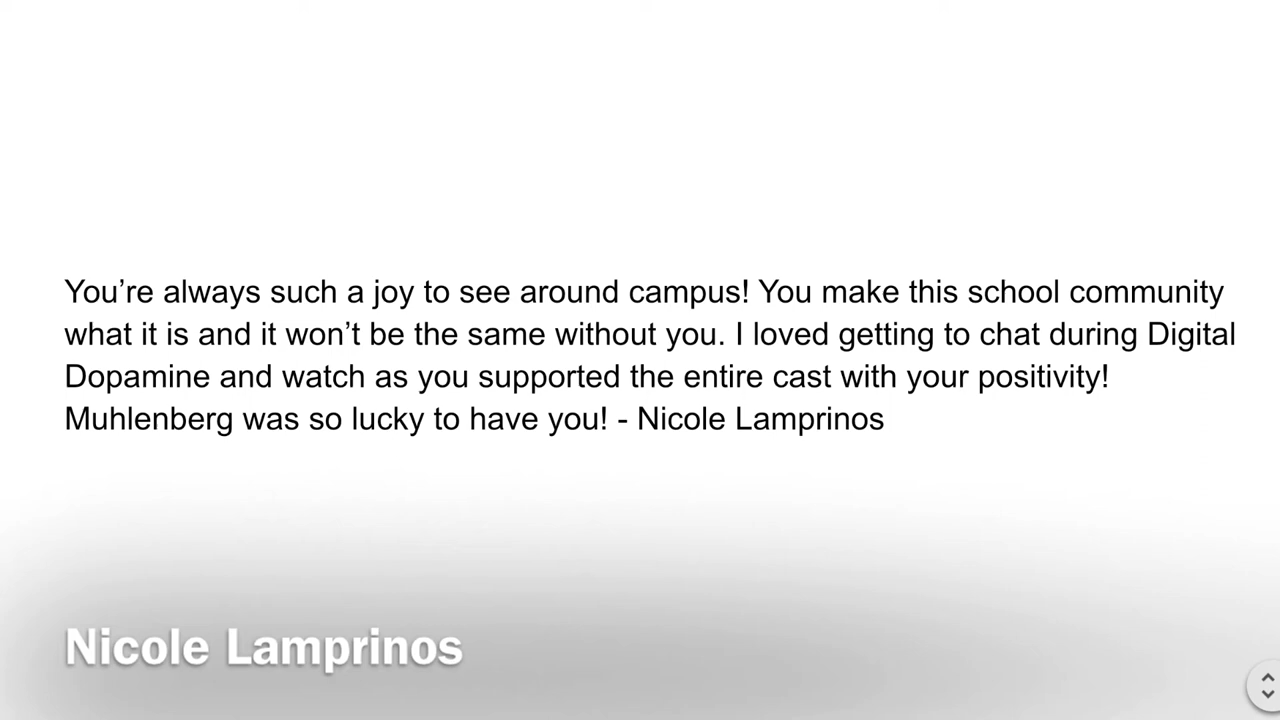 You’re always such a joy to see around campus! You make this school community
what it is and it won’t be the same without you. I loved getting to chat during Digital
Dopamine and watch as you supported the entire cast with your positivity!
Muhlenberg was so lucky to have you! - Nicole Lamprinos
Nicole Lamprinos